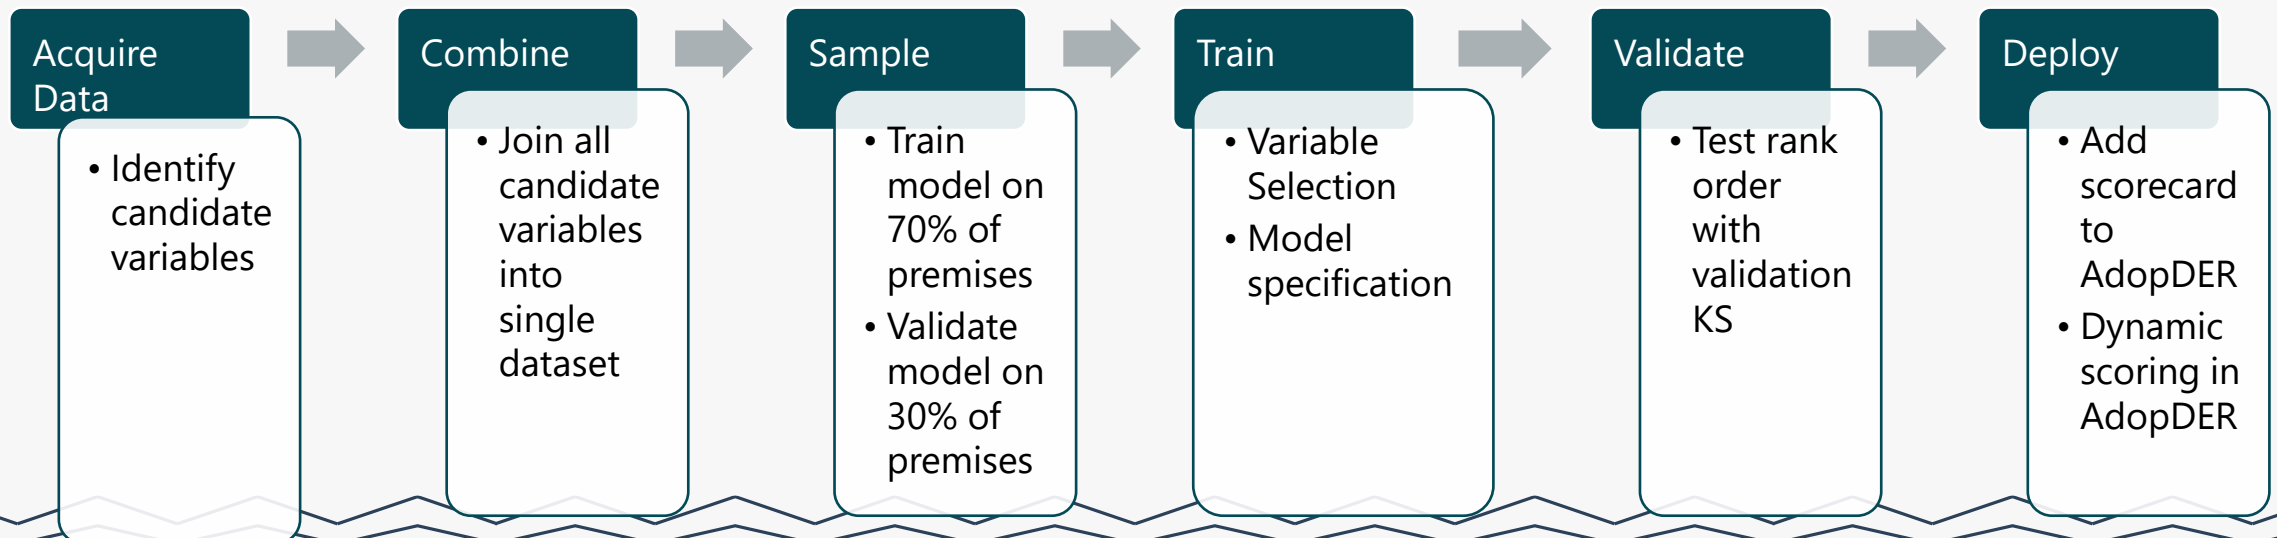 Acquire
Data
• Identify
candidate
variables
Combine
• Join all
candidate
variables
into
single
dataset
Sample
• Train
model on
70% of
premises
• Validate
model on
30% of
premises
Train
• Variable
Selection
• Model
specification
Validate
• Test rank
order
with
validation
KS
Deploy
• Add
scorecard
to
AdopDER
• Dynamic
scoring in
AdopDER